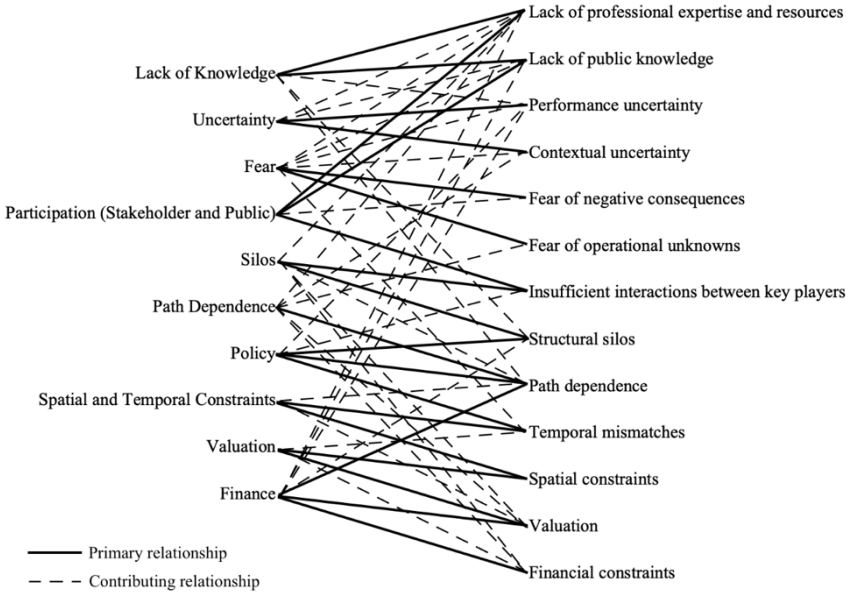 Lack of Knowledge
Uncertainty
Fear
Participation (Stakeholder and Public)
Silos
Path Dependence
Policy
Spatial and Temporal Constraints
Valuation
Finance
Lack of professional expertise and resources
Lack of public knowledge
Performance uncertainty
Contextual uncertainty
Fear of negative consequences
Fear of operational unknowns
Insufficient interactions between key players
Structural silos
Path dependence
Temporal mismatches
Spatial constraints
Valuation
Financial constraints
Primary relationship
Contributing relationship